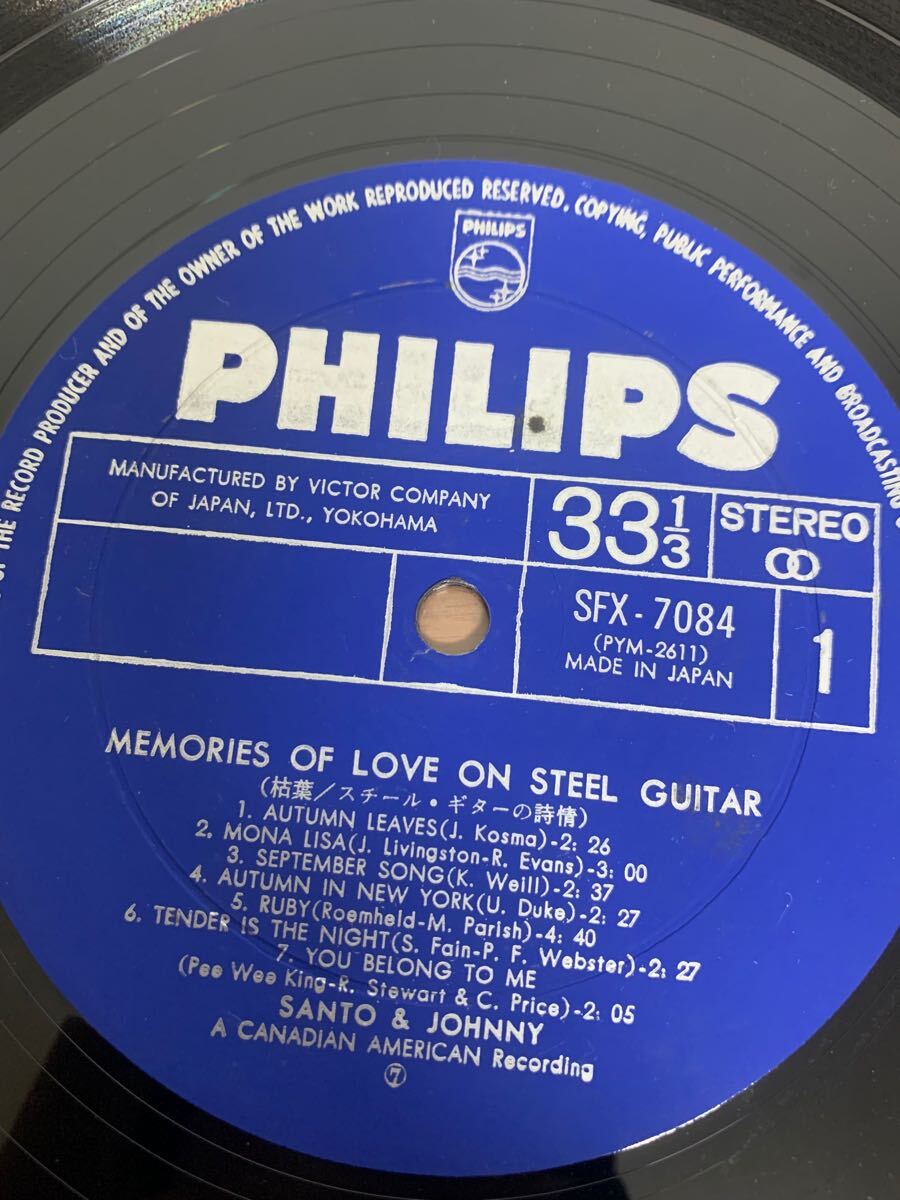 OF THE RECORD PRODUCER AND OF THE OWNER OF THE WORK REPRODUCED RESERVED. COPYING, PUBLIC PERFORMANCE AND BROADCASTING
PHILIPS
PHILIPS
MANUFACTURED BY VICTOR COMPANY
OF JAPAN, LTD., YOKOHAMA
33 1/3
STEREO
SFX-7084
(PYM-2611)
MADE IN JAPAN
1
MEMORIES OF LOVE ON STEEL GUITAR
(枯葉/スチール・ギターの詩情)
1. AUTUMN LEAVES(J. Kosma)-2: 26
2. MONA LISA(J. Livingston-R. Evans)-3: 00
3. SEPTEMBER SONG(K. Weill)-2: 37
4. AUTUMN IN NEW YORK(U. Duke)-2: 27
5. RUBY(Roemheld-M. Parish)-4: 40
6. TENDER IS THE NIGHT(S. Fain-P. F. Webster)-2: 27
7. YOU BELONG TO ME
(Pee Wee King-R. Stewart & C. Price)-2: 05
SANTO & JOHNNY
A CANADIAN AMERICAN Recording
⑦